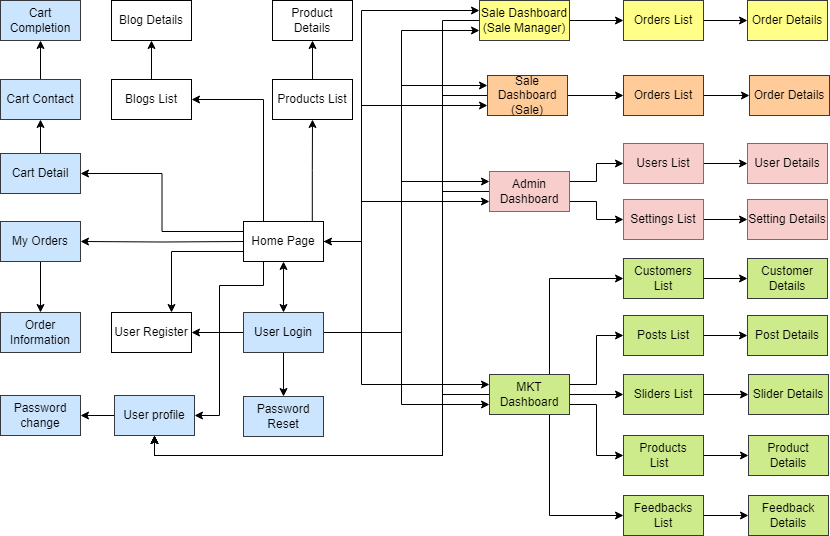 Cart
Completion
Blog Details
Product
Details
Sale Dashboard
(Sale Manager)
Orders List
Order Details
Cart Contact
Blogs List
Products List
Sale
Dashboard
(Sale)
Orders List
Order Details
Cart Detail
Admin
Dashboard
Users List
User Details
Settings List
Setting Details
My Orders
Home Page
Customers
List
Customer
Details
Order
Information
User Register
User Login
Posts List
Post Details
Password
change
User profile
Password
Reset
MKT
Dashboard
Sliders List
Slider Details
Products
List
Product
Details
Feedbacks
List
Feedback
Details